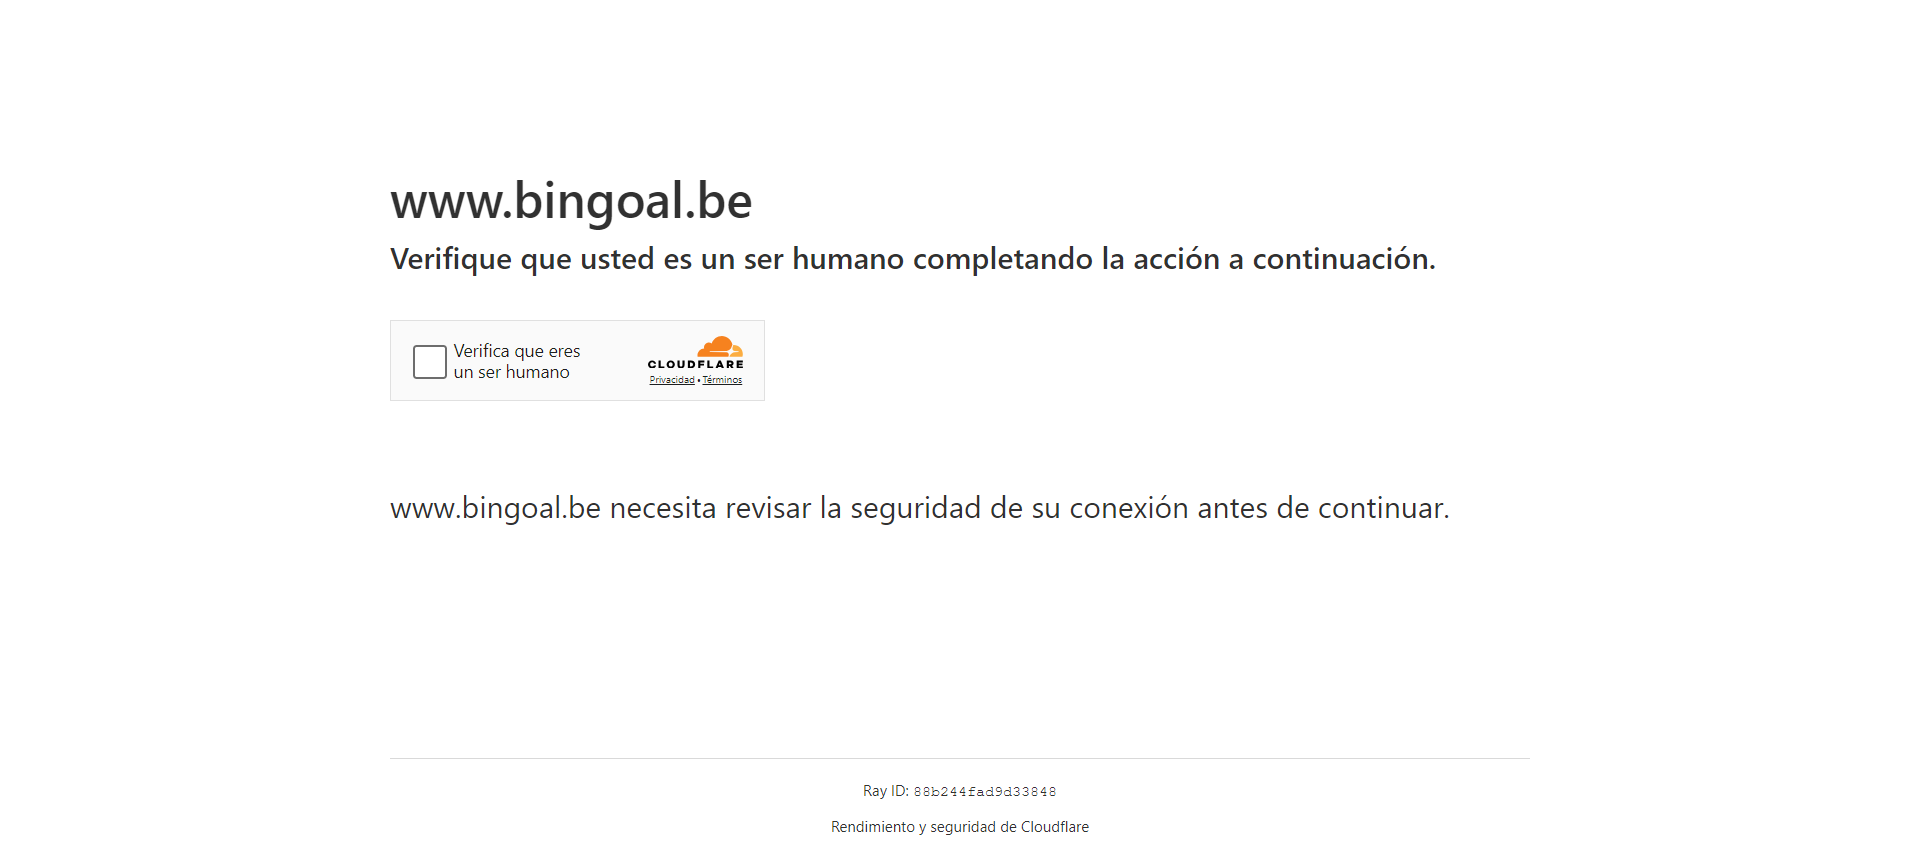 www.bingoal.be
Verifique que usted es un ser humano completando la acción a continuación.
Verifica que eres
un ser humano
CLOUDFLARE
Privacidad • Términos
www.bingoal.be necesita revisar la seguridad de su conexión antes de continuar.
Ray ID: 88b244fad9d33848
Rendimiento y seguridad de Cloudflare